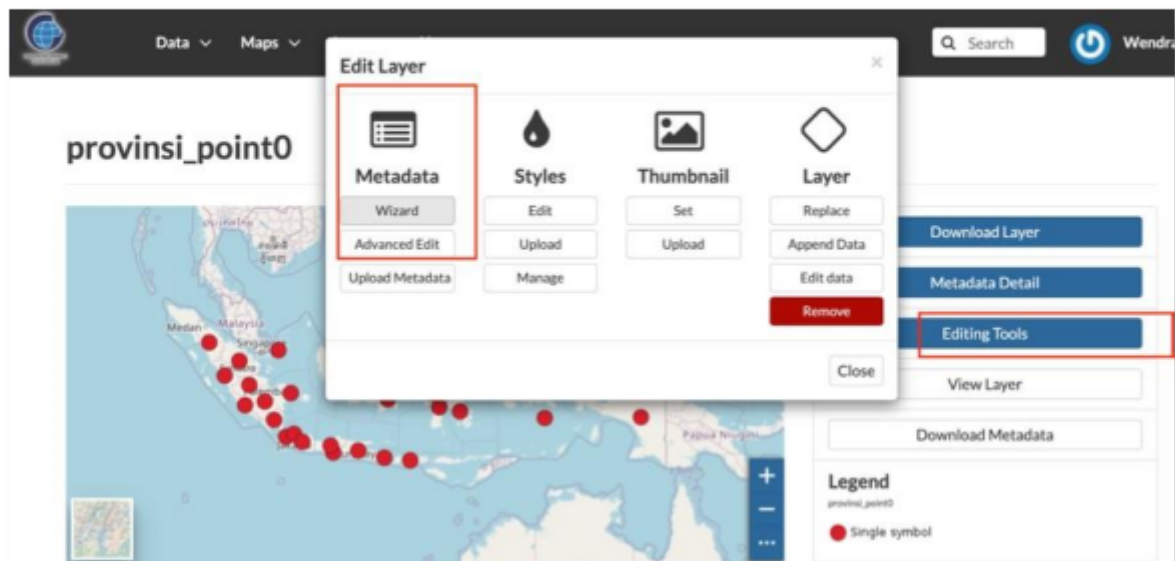 Data
Maps
Search
Wendra
Edit Layer
×
provinsi_point0
Metadata
Wizard
Advanced Edit
Upload Metadata
Styles
Edit
Upload
Manage
Thumbnail
Set
Upload
Layer
Replace
Append Data
Edit data
Remove
Close
Download Layer
Metadata Detail
Editing Tools
View Layer
Download Metadata
Legend
provinsi_point0
Single symbol
Medan
Malaysia
Papua Niugini
+
−
...